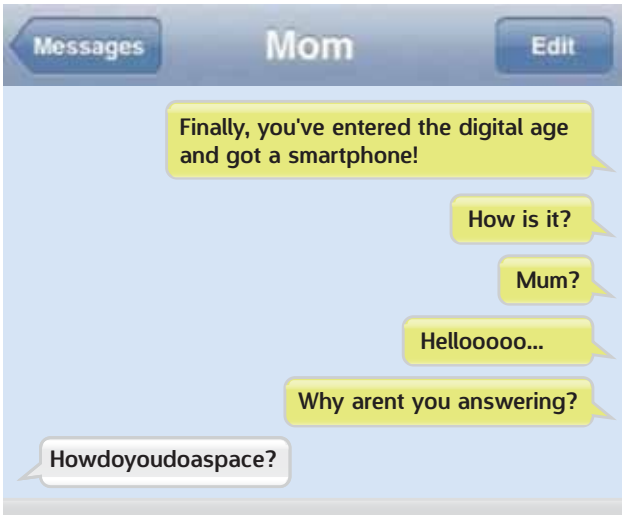 Messages
Mom
Edit
Finally, you've entered the digital age
and got a smartphone!
How is it?
Mum?
Hellooooo...
Why arent you answering?
Howdoyoudoaspace?